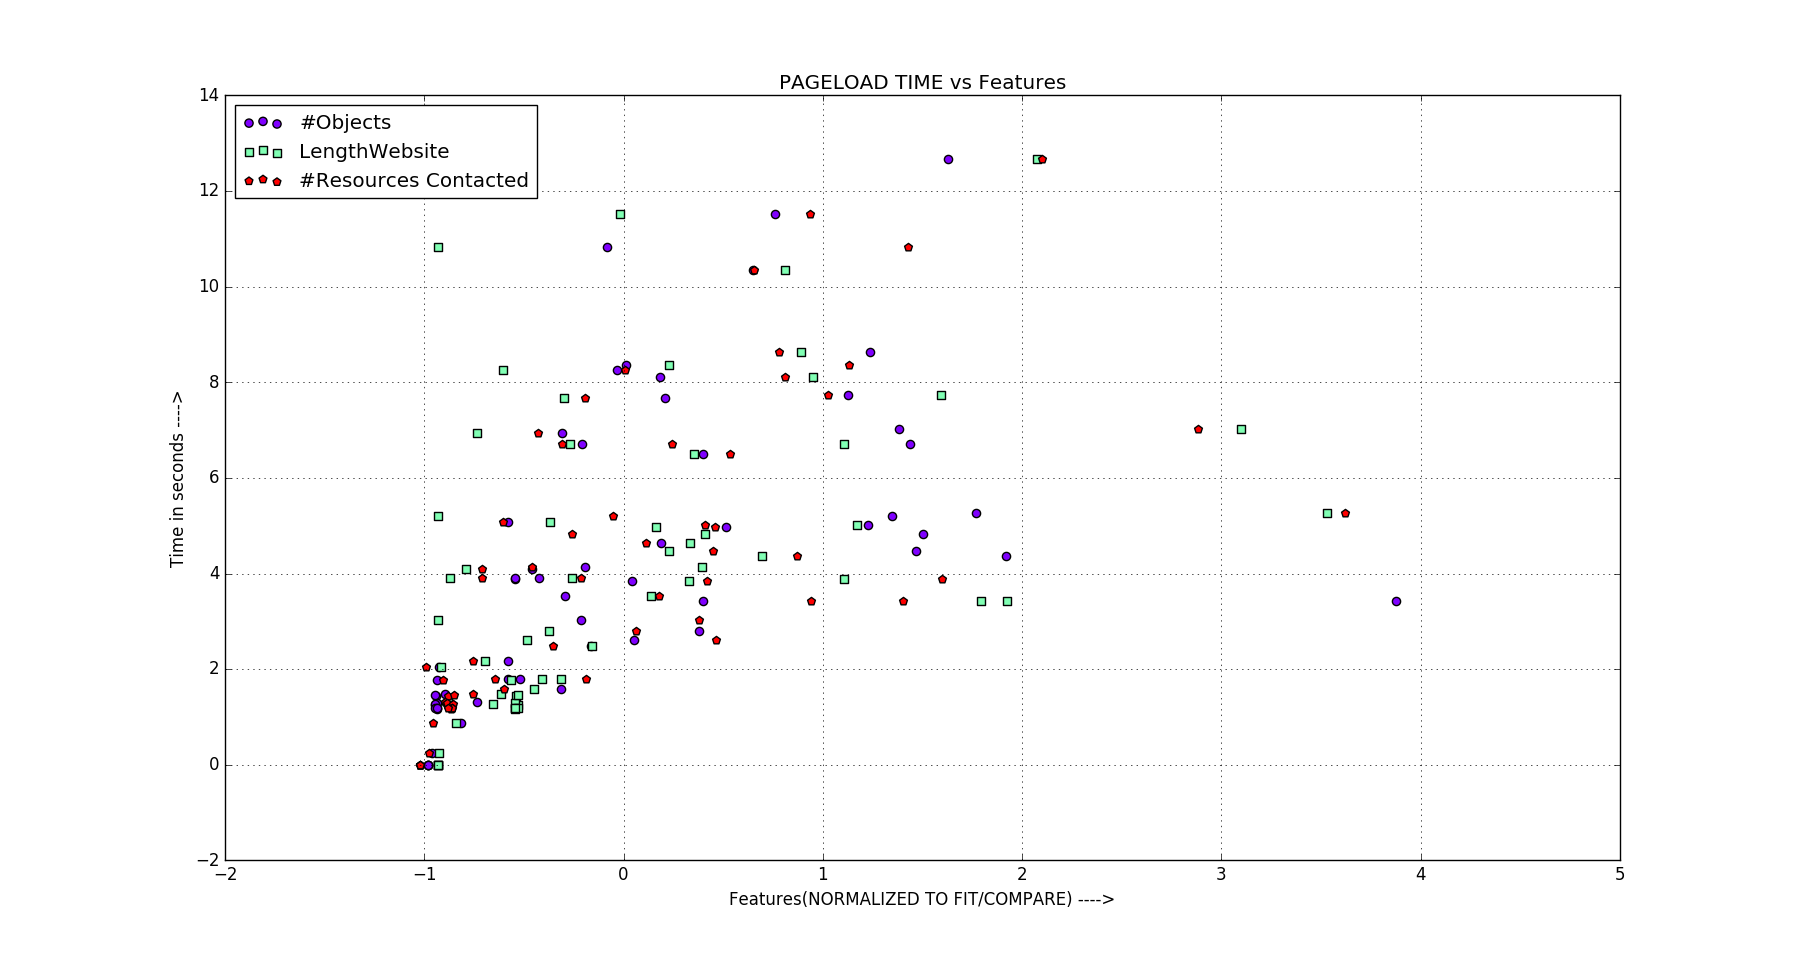 PAGELOAD TIME vs Features
14
12
10
8
6
4
2
0
−2
#Objects
LengthWebsite
#Resources Contacted
Time in seconds ---->
−2 −1 0 1 2 3 4 5
Features(NORMALIZED TO FIT/COMPARE) ---->